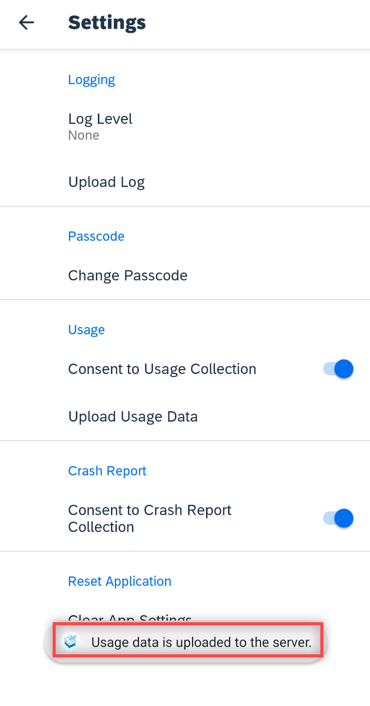 Settings
Logging
Log Level
None
Upload Log
Passcode
Change Passcode
Usage
Consent to Usage Collection
Upload Usage Data
Crash Report
Consent to Crash Report
Collection
Reset Application
Clear App Settings
Usage data is uploaded to the server.